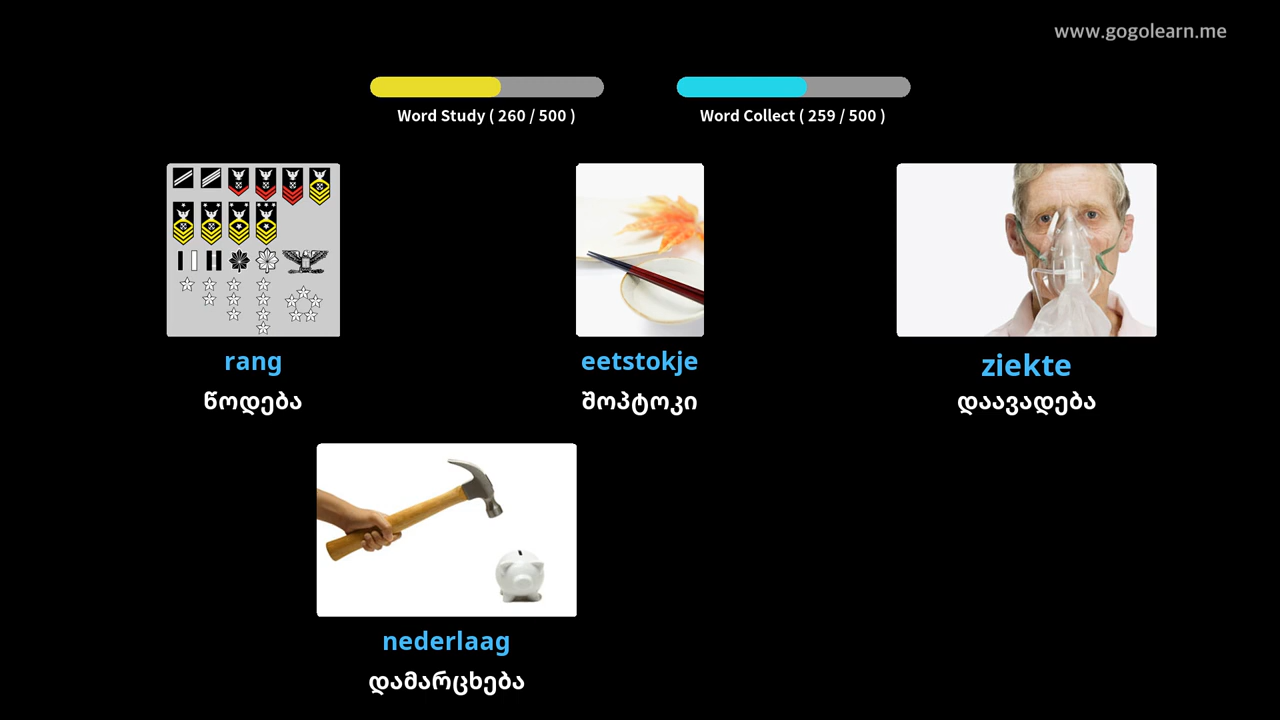 www.gogolearn.me
Word Study ( 260 / 500 )
Word Collect ( 259 / 500 )
rang
eetstokje
ziekte
წოდება
შოპტოკი
დაავადება
nederlaag
დამარცხება